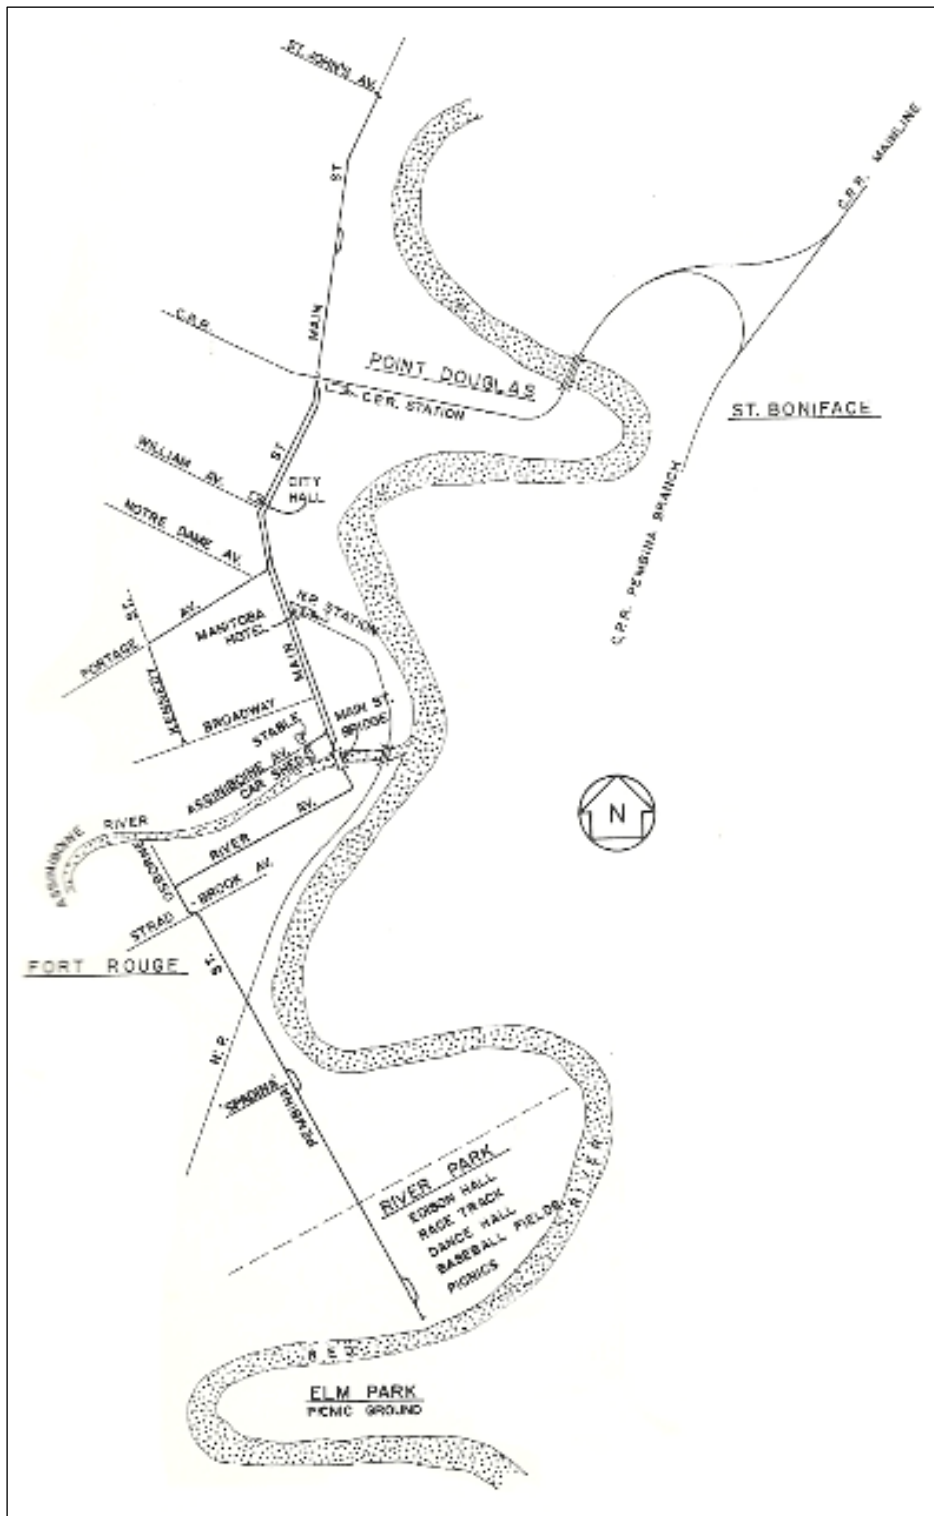 ST. JOHN'S AV.
C.P.R. MAINLINE
MAIN ST.
C.P.R.
POINT DOUGLAS
C.P.R. STATION
ST. BONIFACE
WILLIAM AV.
CITY
HALL
C.P.R. PEMBINA BRANCH
NOTRE DAME AV.
PORTAGE AV.
KENNEDY ST.
N.P. STATION
MANITOBA
HOTEL
MAIN ST
BROADWAY
STABLE
MAIN ST.
BRIDGE
ASSINIBOINE AV.
CAR SHED
N
ASSINIBOINE RIVER
RIVER AV.
OSBORNE ST.
STRADBROOK AV.
FORT ROUGE
N.P.
'SPADINA'
PEMBINA
RIVER PARK
EDISON HALL
RACE TRACK
DANCE HALL
BASEBALL FIELDS
PICNICS
RED RIVER
ELM PARK
PICNIC GROUND